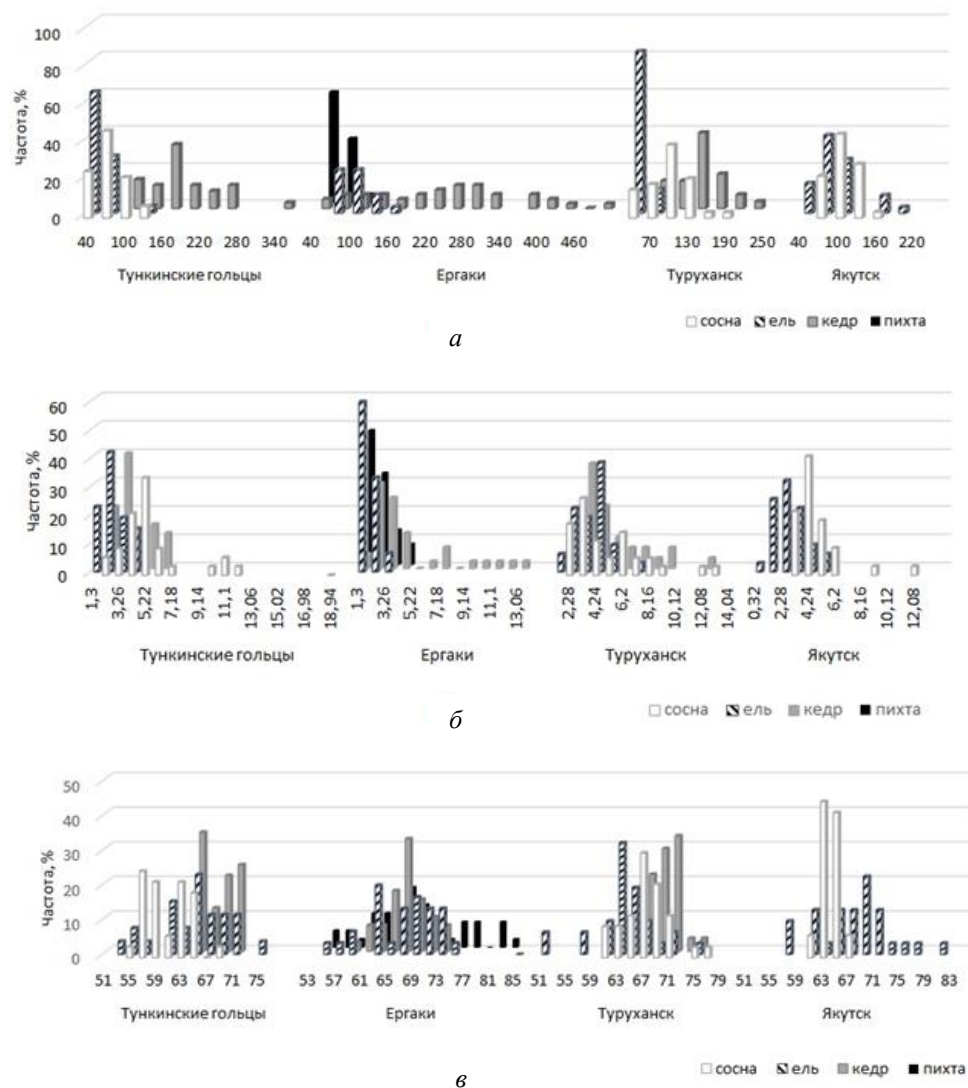 Частота, %
100
80
60
40
20
0
40 100 160 220 280 340 40 100 160 220 280 340 400 460 70 130 190 250 40 100 160 220
Тункинские гольцы Ергаки Туруханск Якутск
сосна ель кедр пихта
а
Частота, %
60
50
40
30
20
10
0
1,3 3,26 5,22 7,18 9,14 11,1 13,06 15,02 16,98 18,94 1,3 3,26 5,22 7,18 9,14 11,1 13,06 2,28 4,24 6,2 8,16 10,12 12,08 14,04 0,32 2,28 4,24 6,2 8,16 10,12 12,08
Тункинские гольцы Ергаки Туруханск Якутск
сосна ель кедр пихта
б
Частота, %
50
40
30
20
10
0
51 55 59 63 67 71 75 53 57 61 65 69 73 77 81 85 51 55 59 63 67 71 75 79 51 55 59 63 67 71 75 79 83
Тункинские гольцы Ергаки Туруханск Якутск
сосна ель кедр пихта
в